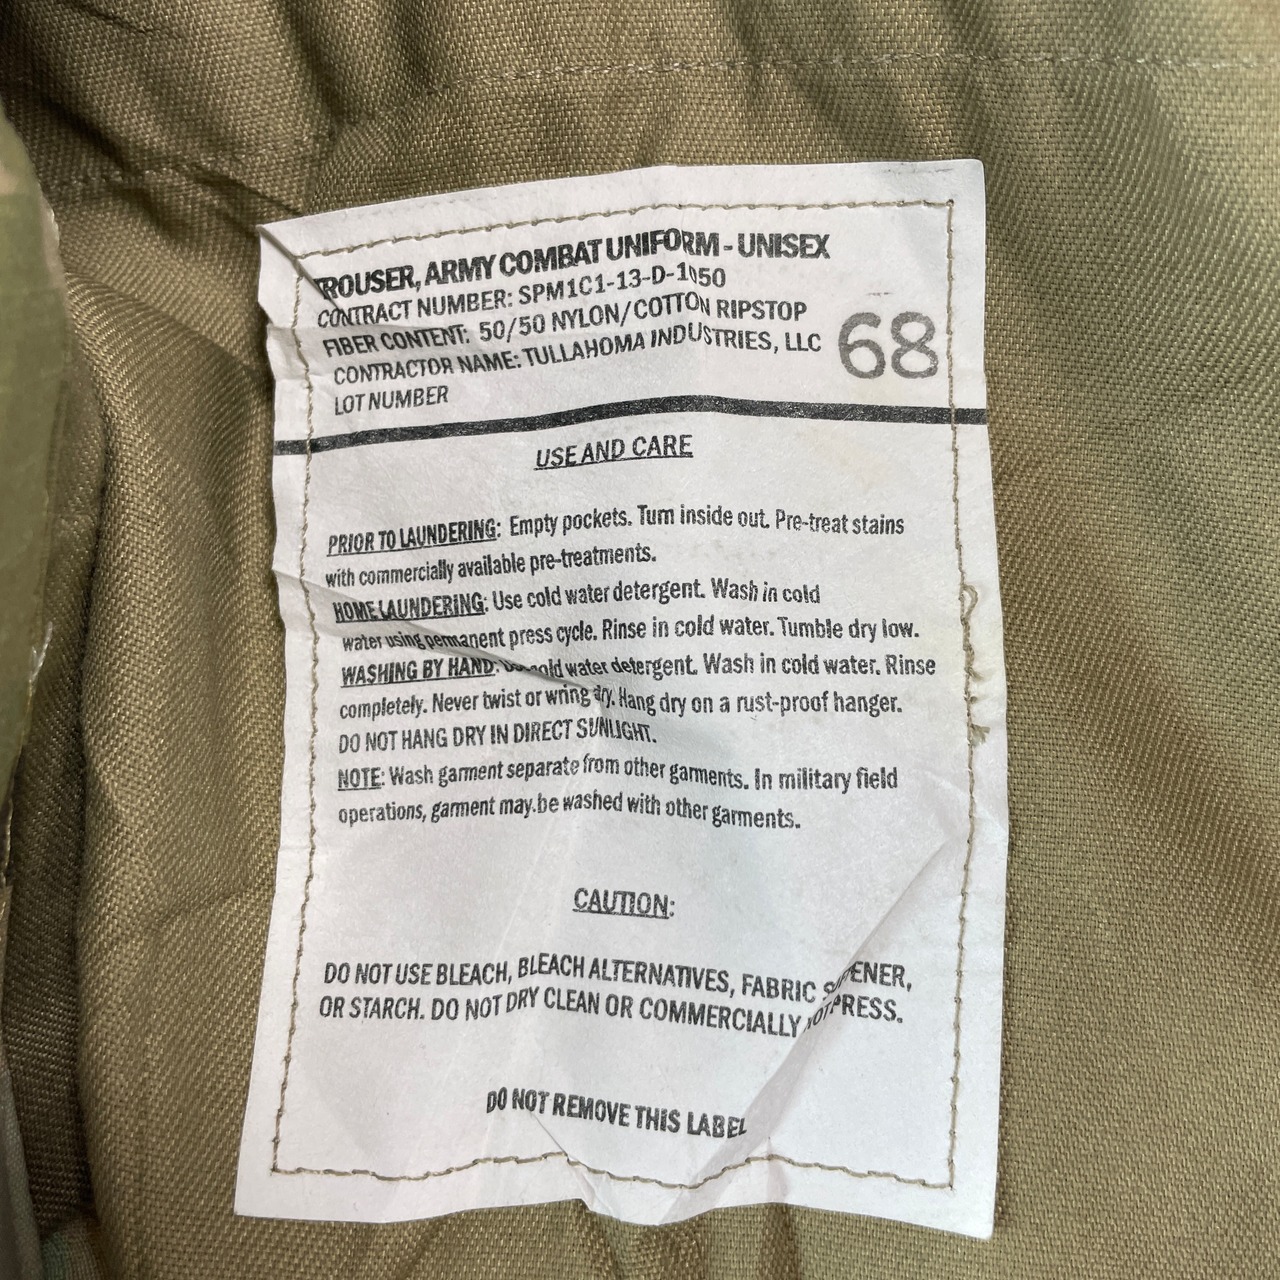 TROUSER, ARMY COMBAT UNIFORM - UNISEX
CONTRACT NUMBER: SPM1C1-13-D-1050
FIBER CONTENT: 50/50 NYLON/COTTON RIPSTOP
CONTRACTOR NAME: TULLAHOMA INDUSTRIES, LLC
68
LOT NUMBER
USE AND CARE
PRIOR TO LAUNDERING: Empty pockets. Turn inside out. Pre-treat stains
with commercially available pre-treatments.
HOME LAUNDERING: Use cold water detergent. Wash in cold
water using permanent press cycle. Rinse in cold water. Tumble dry low.
WASHING BY HAND: Use cold water detergent. Wash in cold water. Rinse
completely. Never twist or wring dry. Hang dry on a rust-proof hanger.
DO NOT HANG DRY IN DIRECT SUNLIGHT.
NOTE: Wash garment separate from other garments. In military field
operations, garment may.be washed with other garments.
CAUTION:
DO NOT USE BLEACH, BLEACH ALTERNATIVES, FABRIC SOFTENER,
OR STARCH. DO NOT DRY CLEAN OR COMMERCIALLY HOT PRESS.
DO NOT REMOVE THIS LABEL